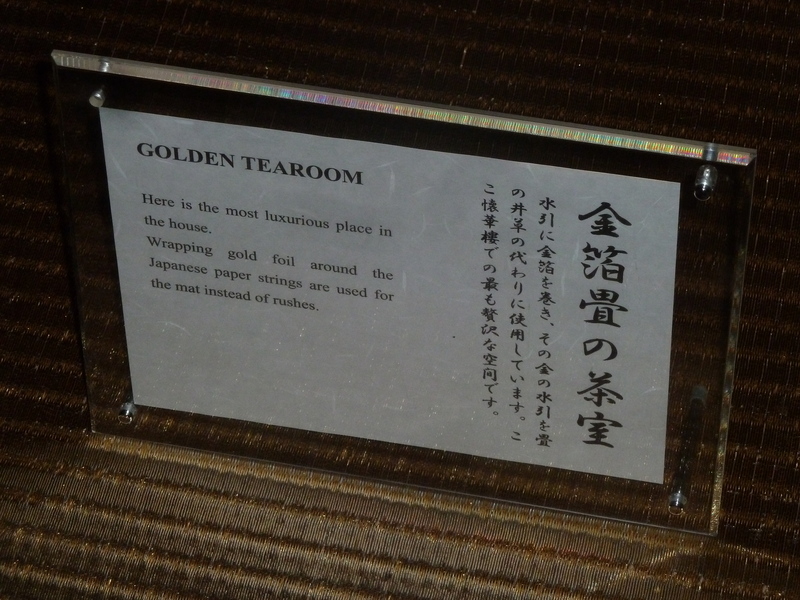 GOLDEN TEAROOM
Here is the most luxurious place in
the house.
Wrapping gold foil around the
Japanese paper strings are used for
the mat instead of rushes.
金箔畳の茶室
水引に金箔を巻き、その金の水引を畳
の井草の代わりに使用しています。こ
こ懐華樓での最も贅沢な空間です。